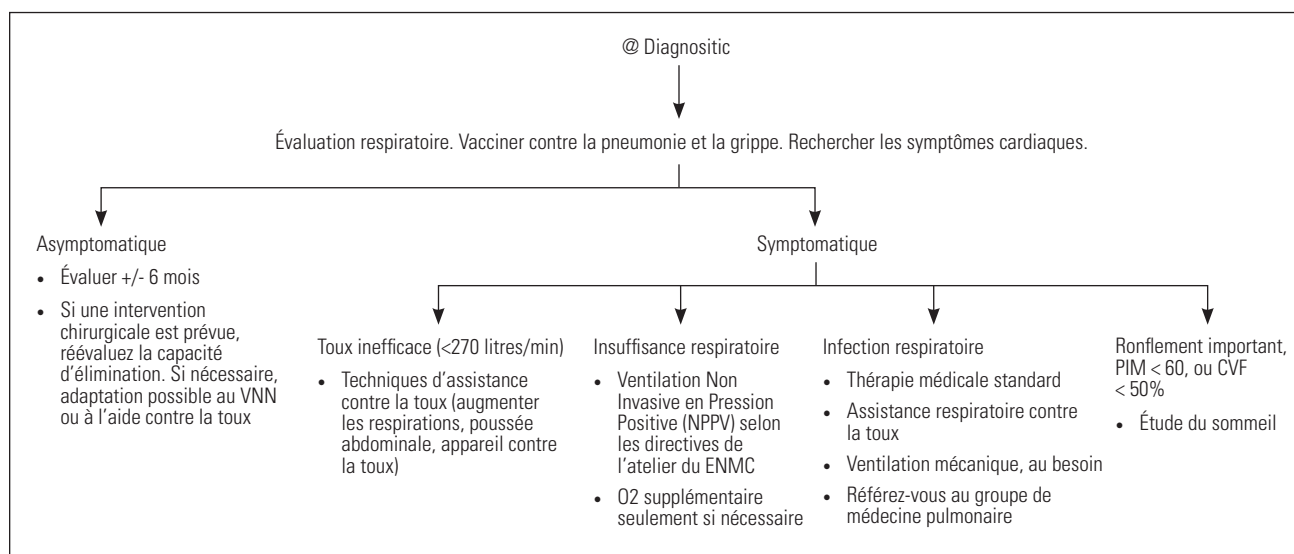 @ Diagnositic
Évaluation respiratoire. Vacciner contre la pneumonie et la grippe. Rechercher les symptômes cardiaques.
Asymptomatique
• Évaluer +/- 6 mois
• Si une intervention
chirurgicale est prévue,
réévaluez la capacité
d'élimination. Si nécessaire,
adaptation possible au VNN
ou à l'aide contre la toux
Symptomatique
Toux inefficace (<270 litres/min)
• Techniques d'assistance
contre la toux (augmenter
les respirations, poussée
abdominale, appareil contre
la toux)
Insuffisance respiratoire
• Ventilation Non
Invasive en Pression
Positive (NPPV) selon
les directives de
l'atelier du ENMC
• O2 supplémentaire
seulement si nécessaire
Infection respiratoire
• Thérapie médicale standard
• Assistance respiratoire contre
la toux
• Ventilation mécanique, au besoin
• Référez-vous au groupe de
médecine pulmonaire
Ronflement important,
PIM < 60, ou CVF
< 50%
• Étude du sommeil